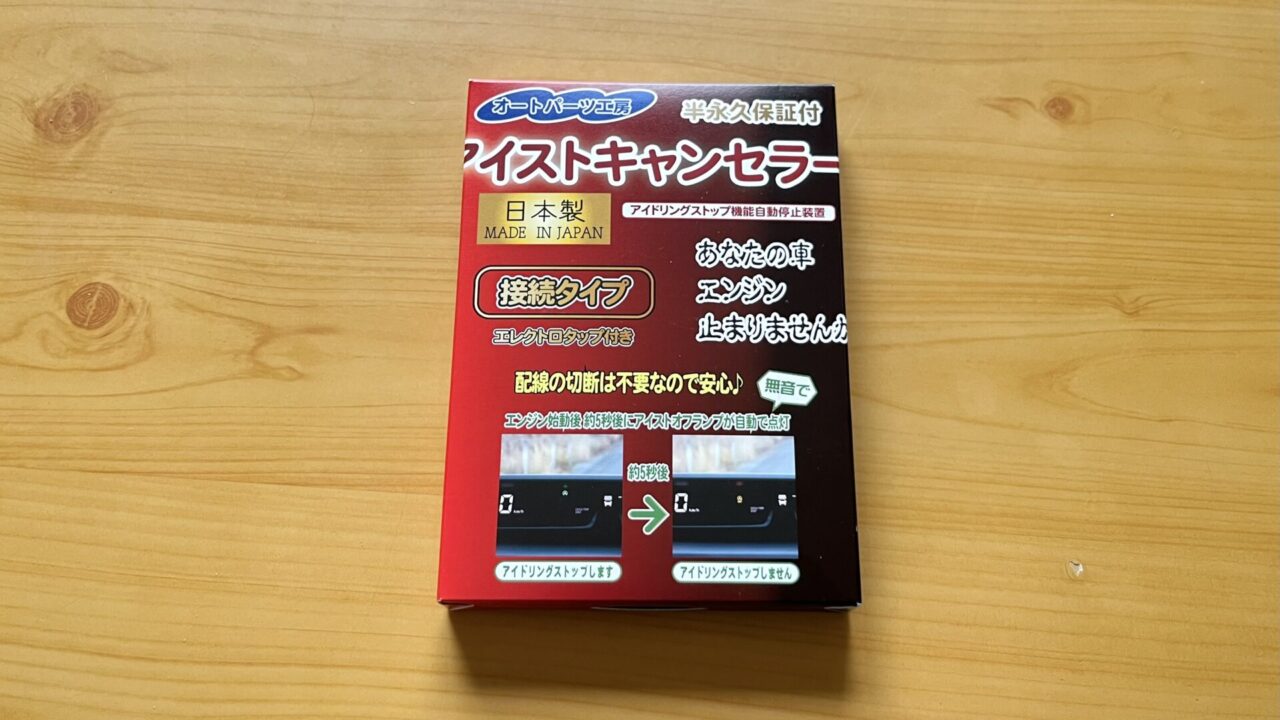 オートパーツ工房
半永久保証付
アイストキャンセラー
日本製
MADE IN JAPAN
アイドリングストップ機能自動停止装置
あなたの車
エンジン
止まりませんか
接続タイプ
エレクトロタップ付き
配線の切断は不要なので安心♪
無音で
エンジン始動後 約5秒後にアイストオフランプが自動で点灯
0
km/h
約5秒後
0
km/h
アイドリングストップします
アイドリングストップしません